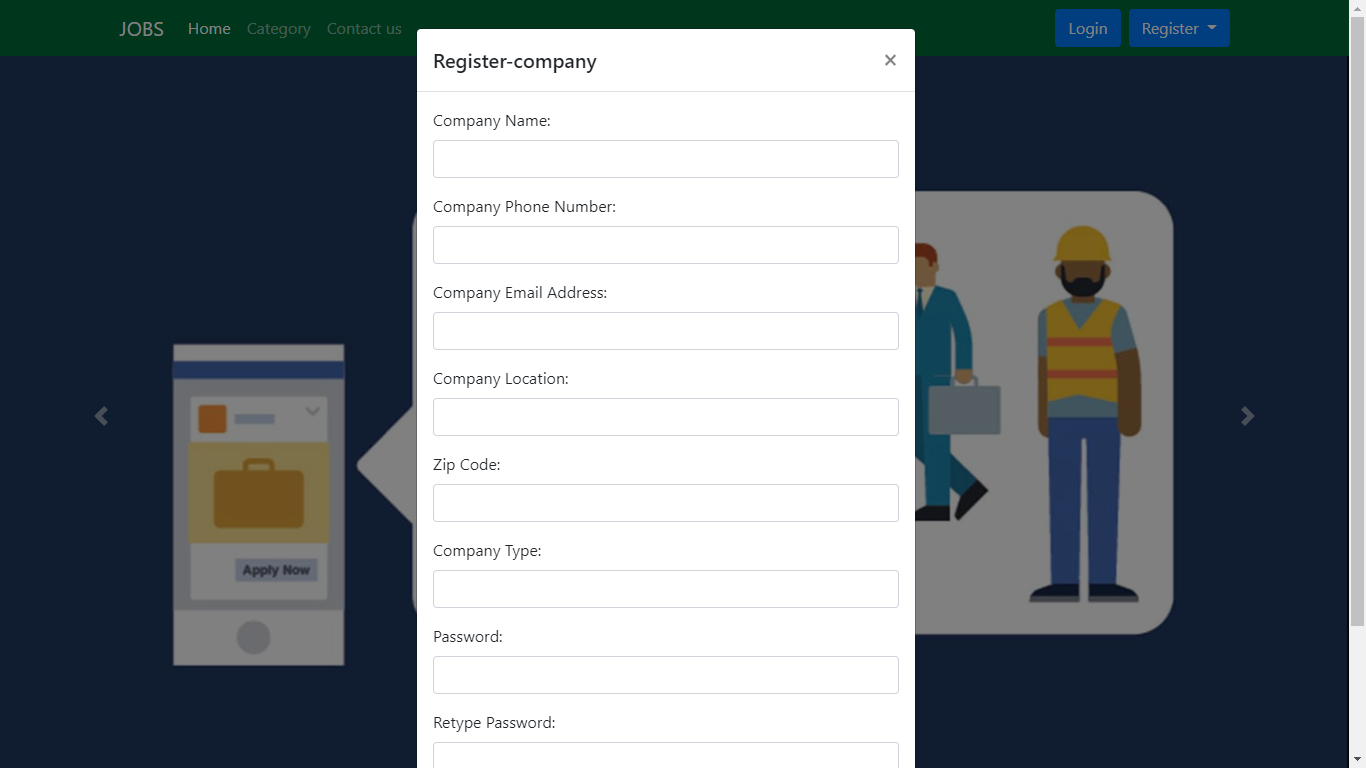 JOBS Home Category Contact us Login Register
Register-company ×
Company Name:
Company Phone Number:
Company Email Address:
Company Location:
Zip Code:
Company Type:
Apply Now
Password:
Retype Password: